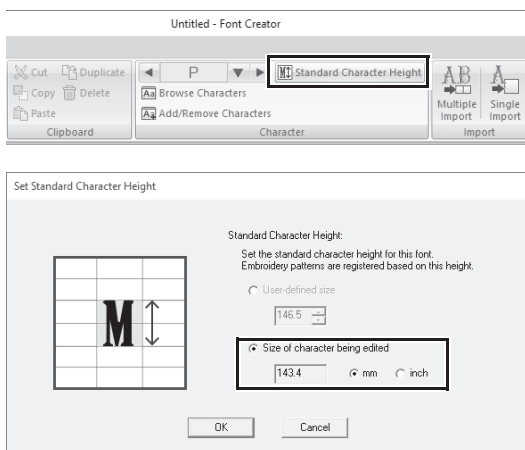 Untitled - Font Creator
Cut Duplicate
Copy Delete
Paste
Clipboard
P Standard Character Height
Browse Characters
Add/Remove Characters
Character
AB A
Multiple Import Single Import
Import
Set Standard Character Height
Standard Character Height:
Set the standard character height for this font.
Embroidery patterns are registered based on this height.
User-defined size
146.5
M
Size of character being edited
143.4 mm inch
OK Cancel